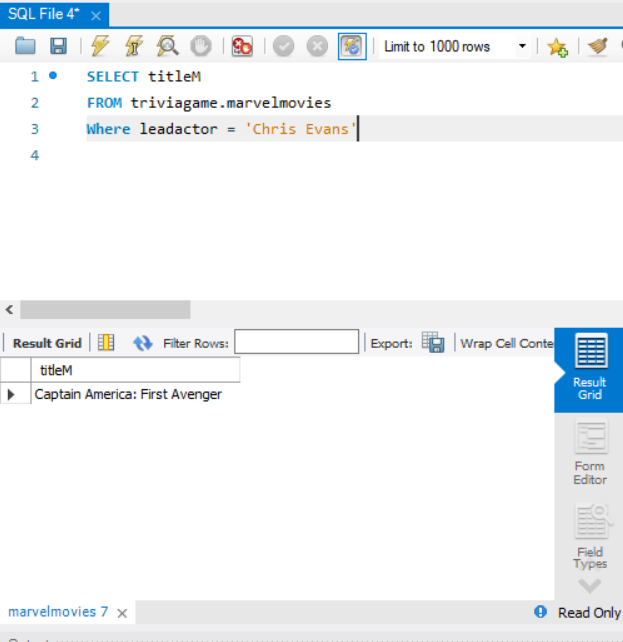 SQL File 4*
Limit to 1000 rows
1 SELECT titleM
2 FROM triviagame.marvelmovies
3 Where leadactor = 'Chris Evans'
4
Result Grid Filter Rows: Export: Wrap Cell Conte
titleM
Captain America: First Avenger
Result
Grid
Form
Editor
Field
Types
marvelmovies 7
Read Only